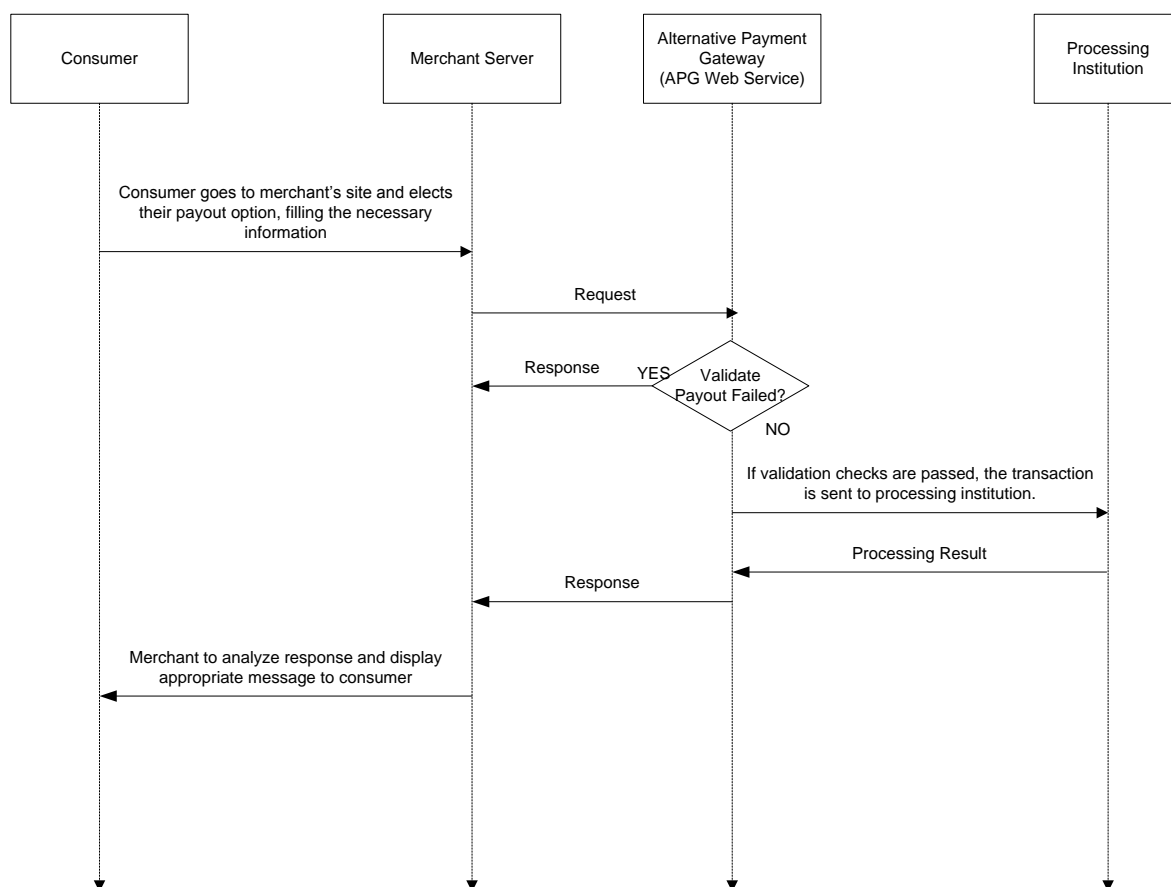 Consumer
Merchant Server
Alternative Payment
Gateway
(APG Web Service)
Processing
Institution
Consumer goes to merchant's site and elects
their payout option, filling the necessary
information
Request
Response
YES
Validate
Payout Failed?
NO
If validation checks are passed, the transaction
is sent to processing institution.
Processing Result
Response
Merchant to analyze response and display
appropriate message to consumer